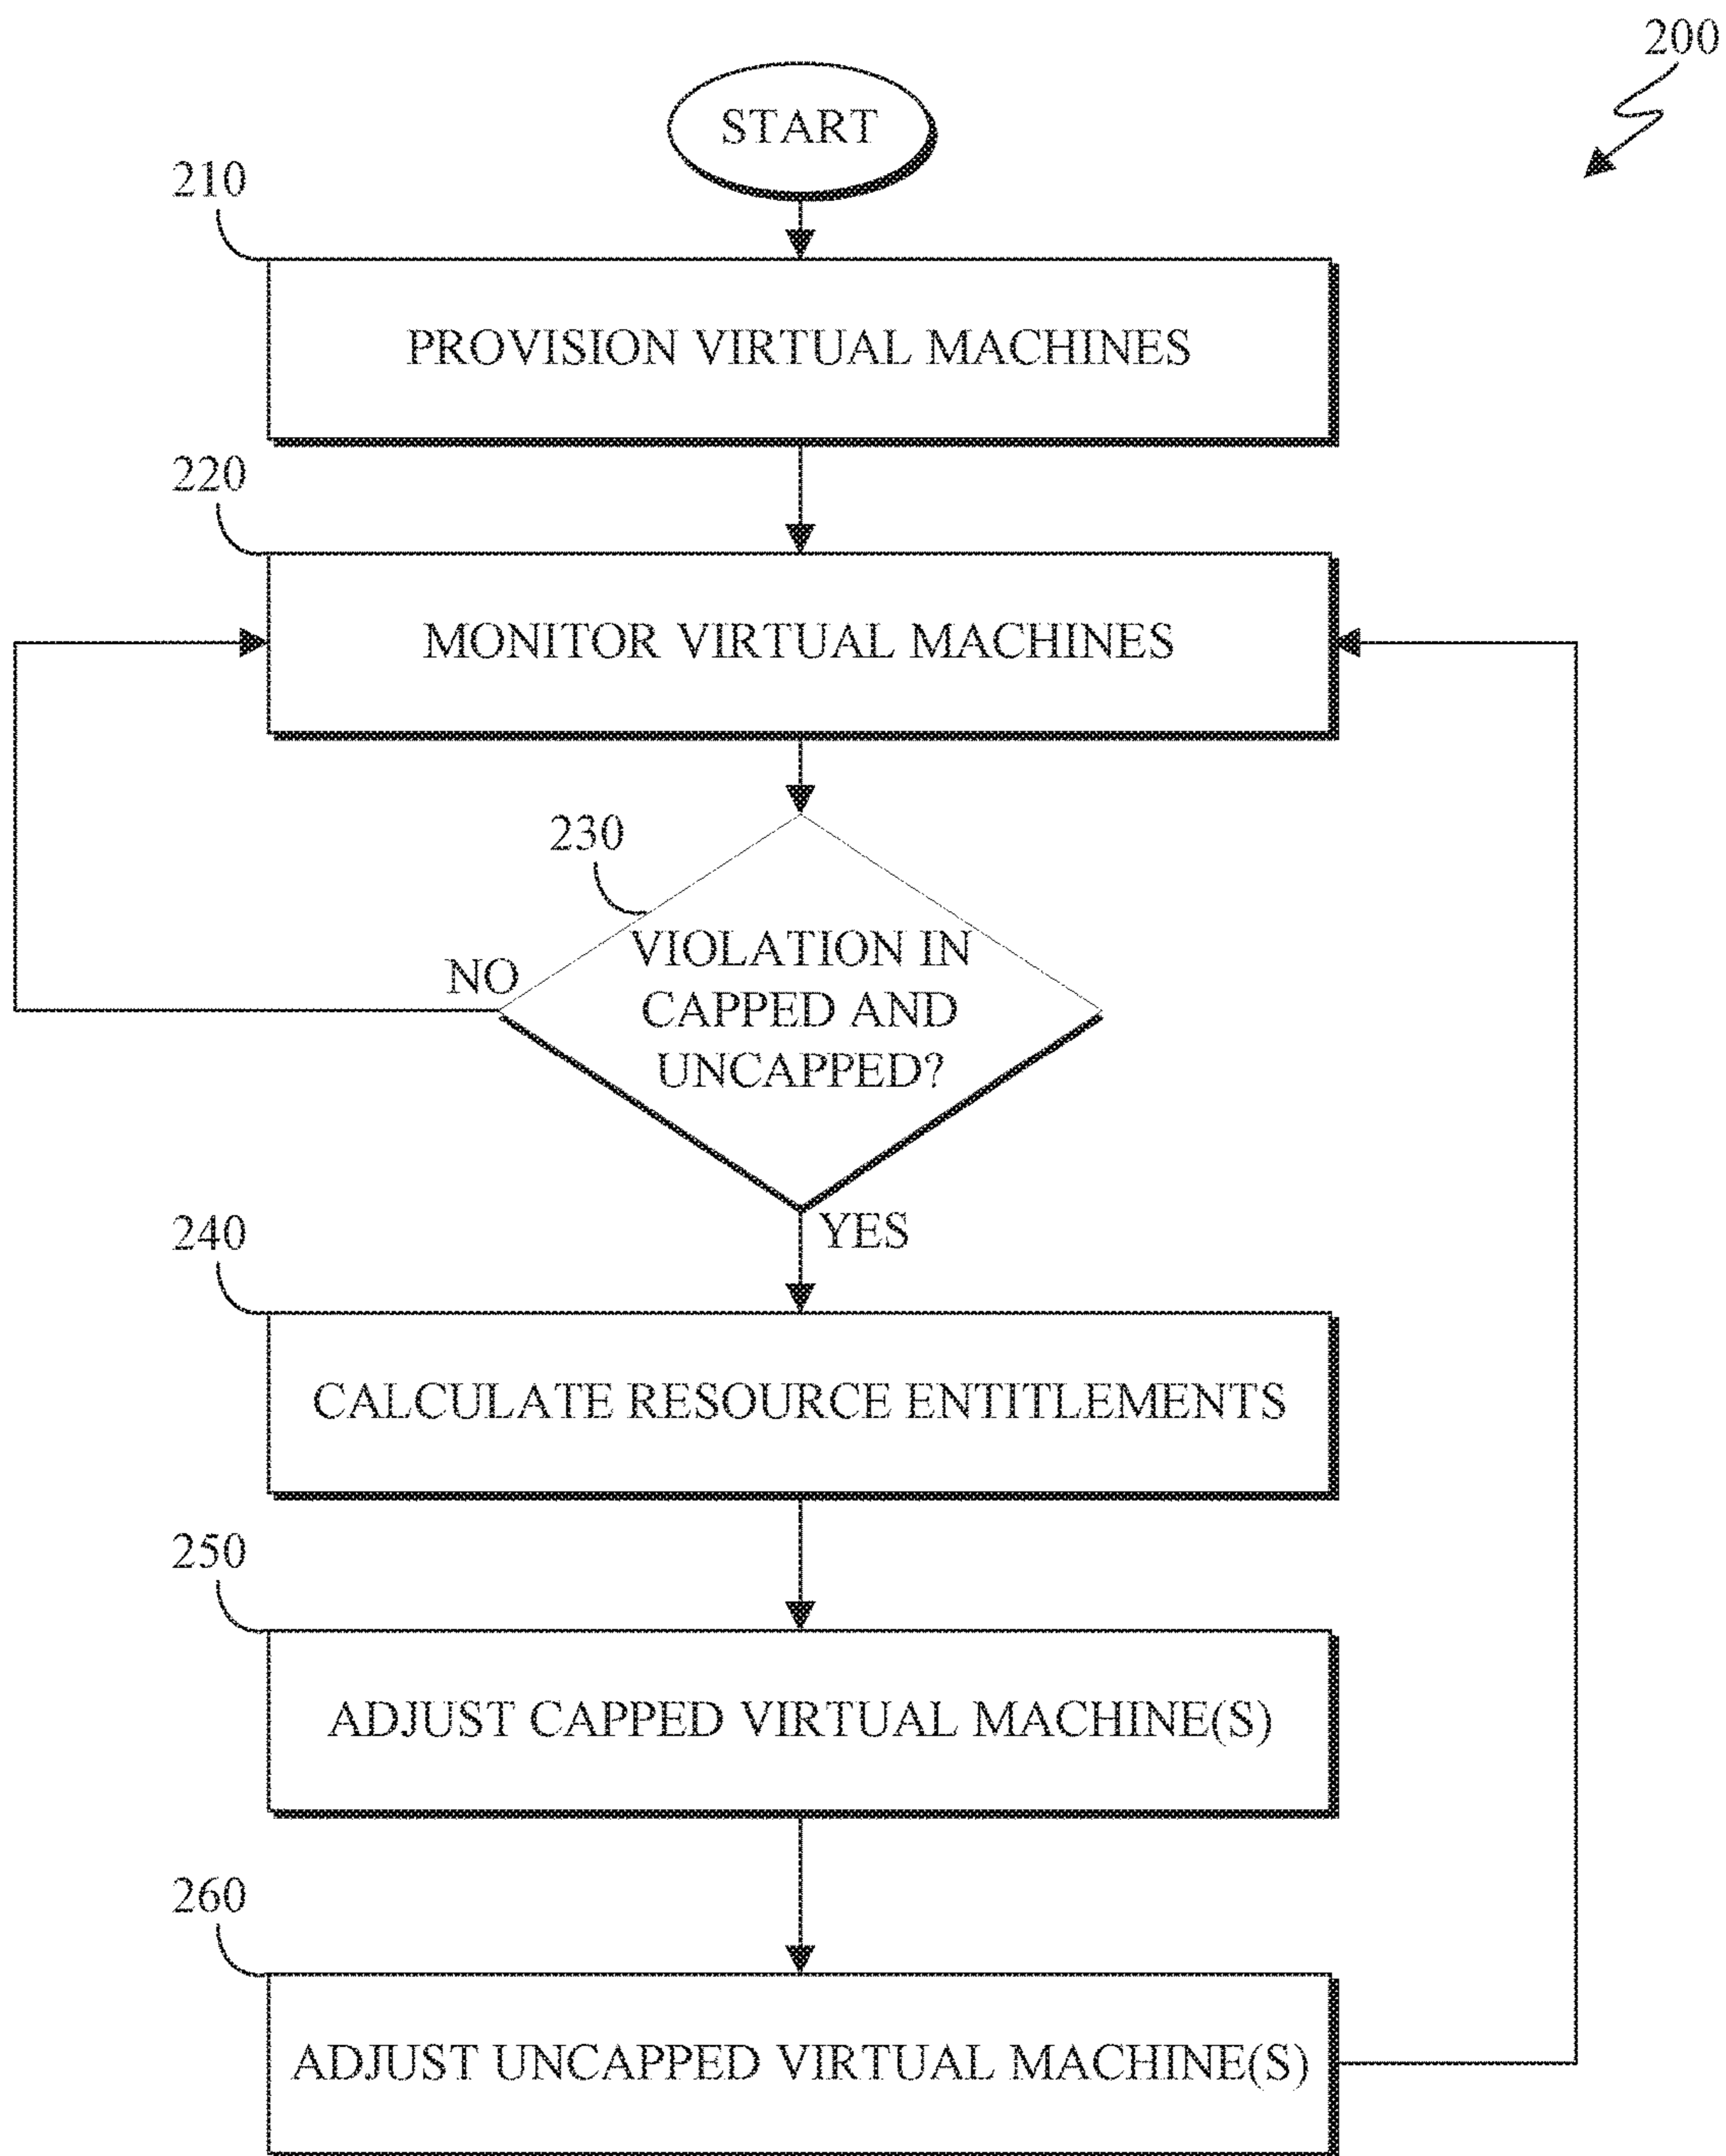 200
START
210
PROVISION VIRTUAL MACHINES
220
MONITOR VIRTUAL MACHINES
230
VIOLATION IN
CAPPED AND
UNCAPPED?
NO
YES
240
CALCULATE RESOURCE ENTITLEMENTS
250
ADJUST CAPPED VIRTUAL MACHINE(S)
260
ADJUST UNCAPPED VIRTUAL MACHINE(S)